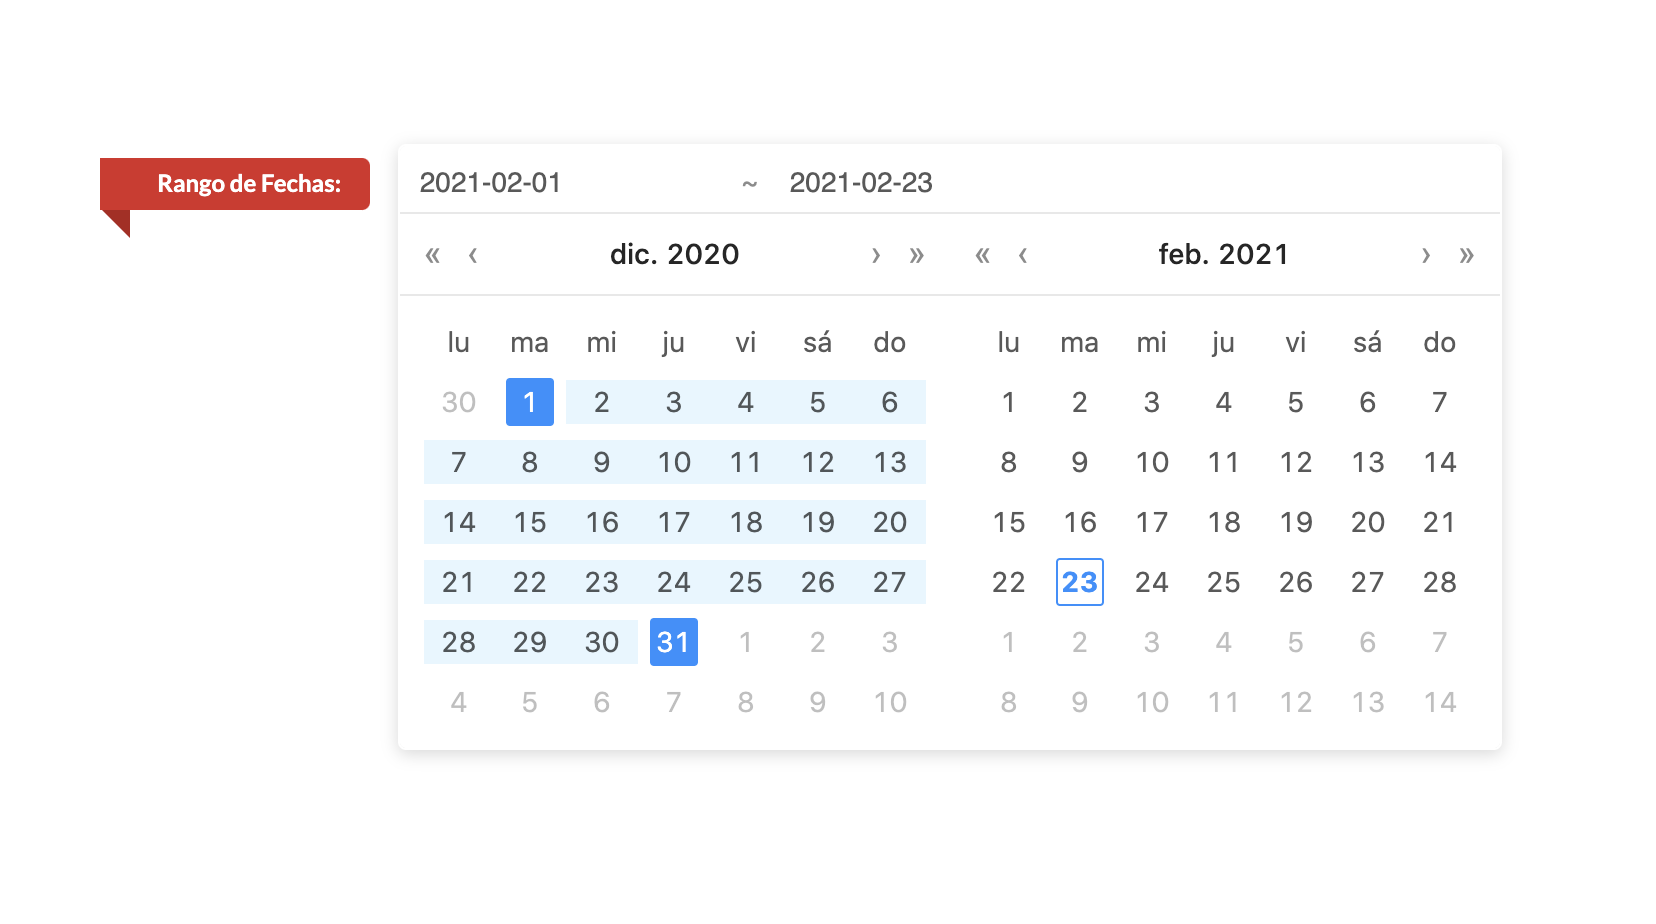 Rango de Fechas:
2021-02-01 ~ 2021-02-23
« ‹ dic. 2020 › »
lu ma mi ju vi sá do
30 1 2 3 4 5 6
7 8 9 10 11 12 13
14 15 16 17 18 19 20
21 22 23 24 25 26 27
28 29 30 31 1 2 3
4 5 6 7 8 9 10
« ‹ feb. 2021 › »
lu ma mi ju vi sá do
1 2 3 4 5 6 7
8 9 10 11 12 13 14
15 16 17 18 19 20 21
22 23 24 25 26 27 28
1 2 3 4 5 6 7
8 9 10 11 12 13 14